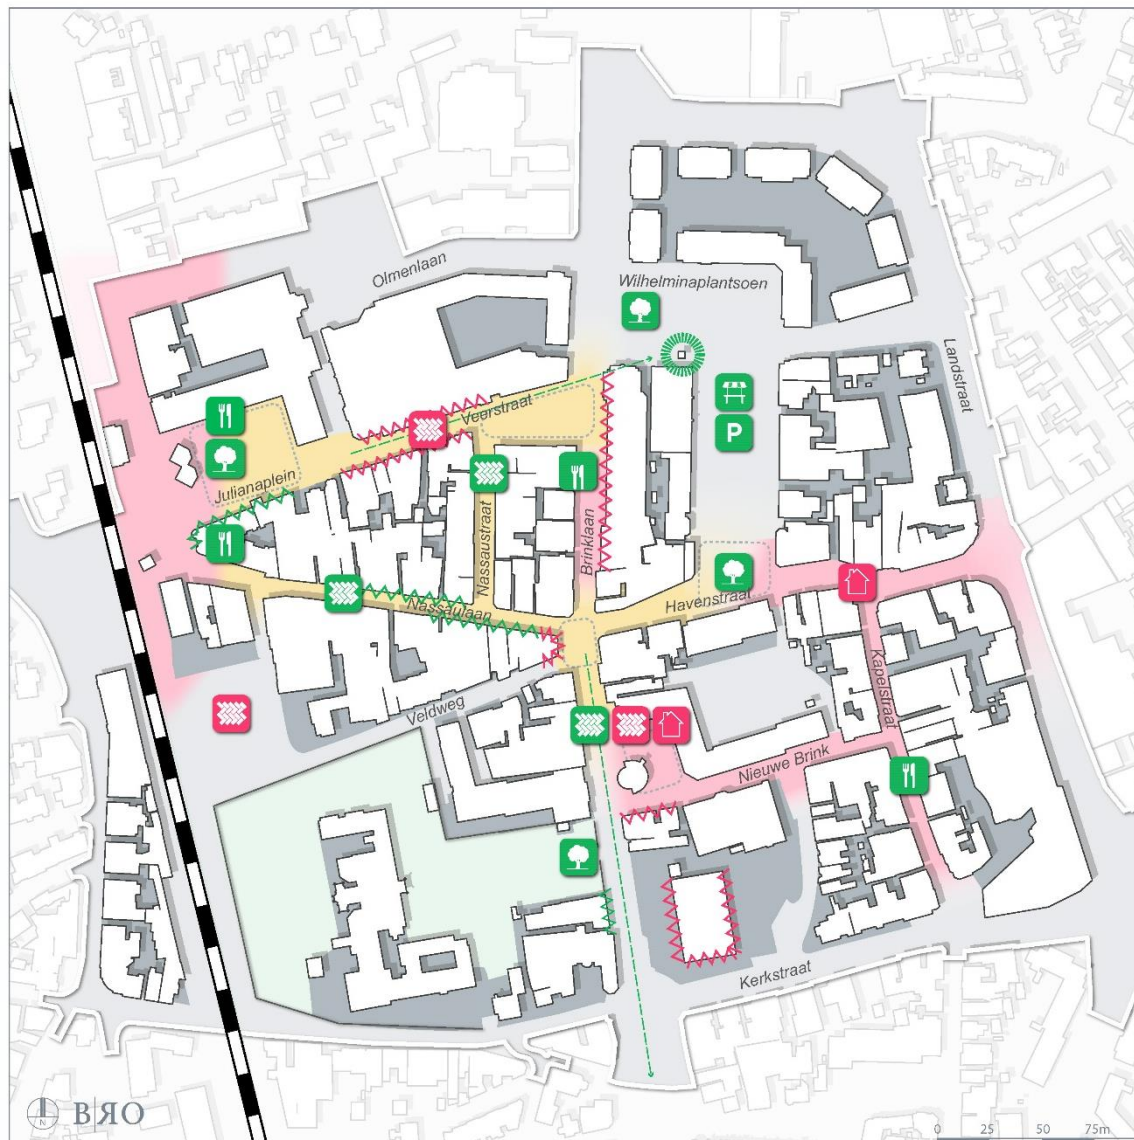 Olmenlaan
Wilhelminaplantsoen
Landstraat
Veerstraat
P
Julianaplein
Nassaustraat
Brinklaan
Nassaulaan
Havenstraat
Kapelstraat
Veldweg
Nieuwe Brink
Kerkstraat
N
BRO
0 25 50 75m